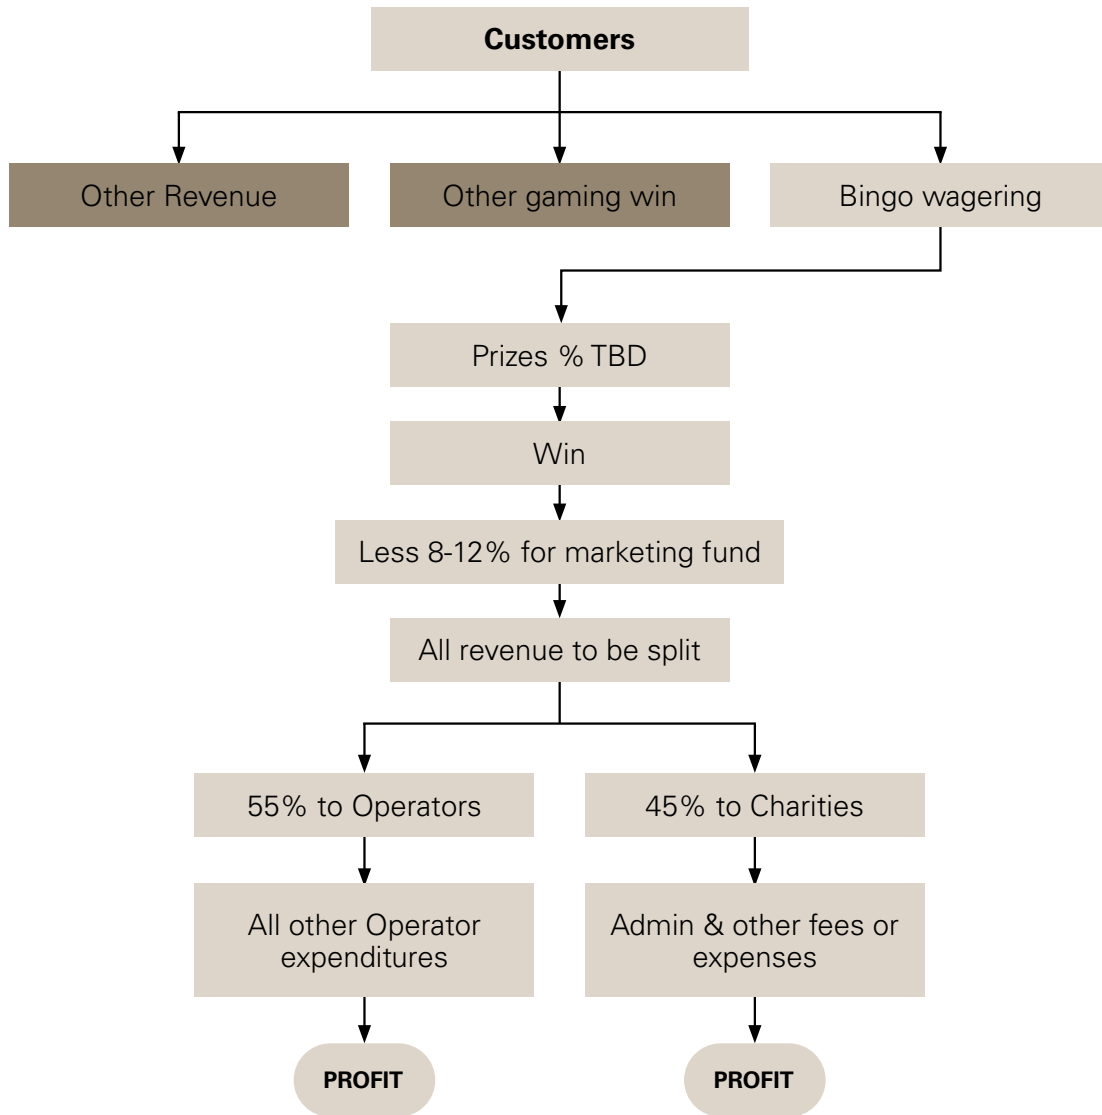 Customers
Other Revenue
Other gaming win
Bingo wagering
Prizes % TBD
Win
Less 8-12% for marketing fund
All revenue to be split
55% to Operators
45% to Charities
All other Operator
expenditures
Admin & other fees or
expenses
PROFIT
PROFIT